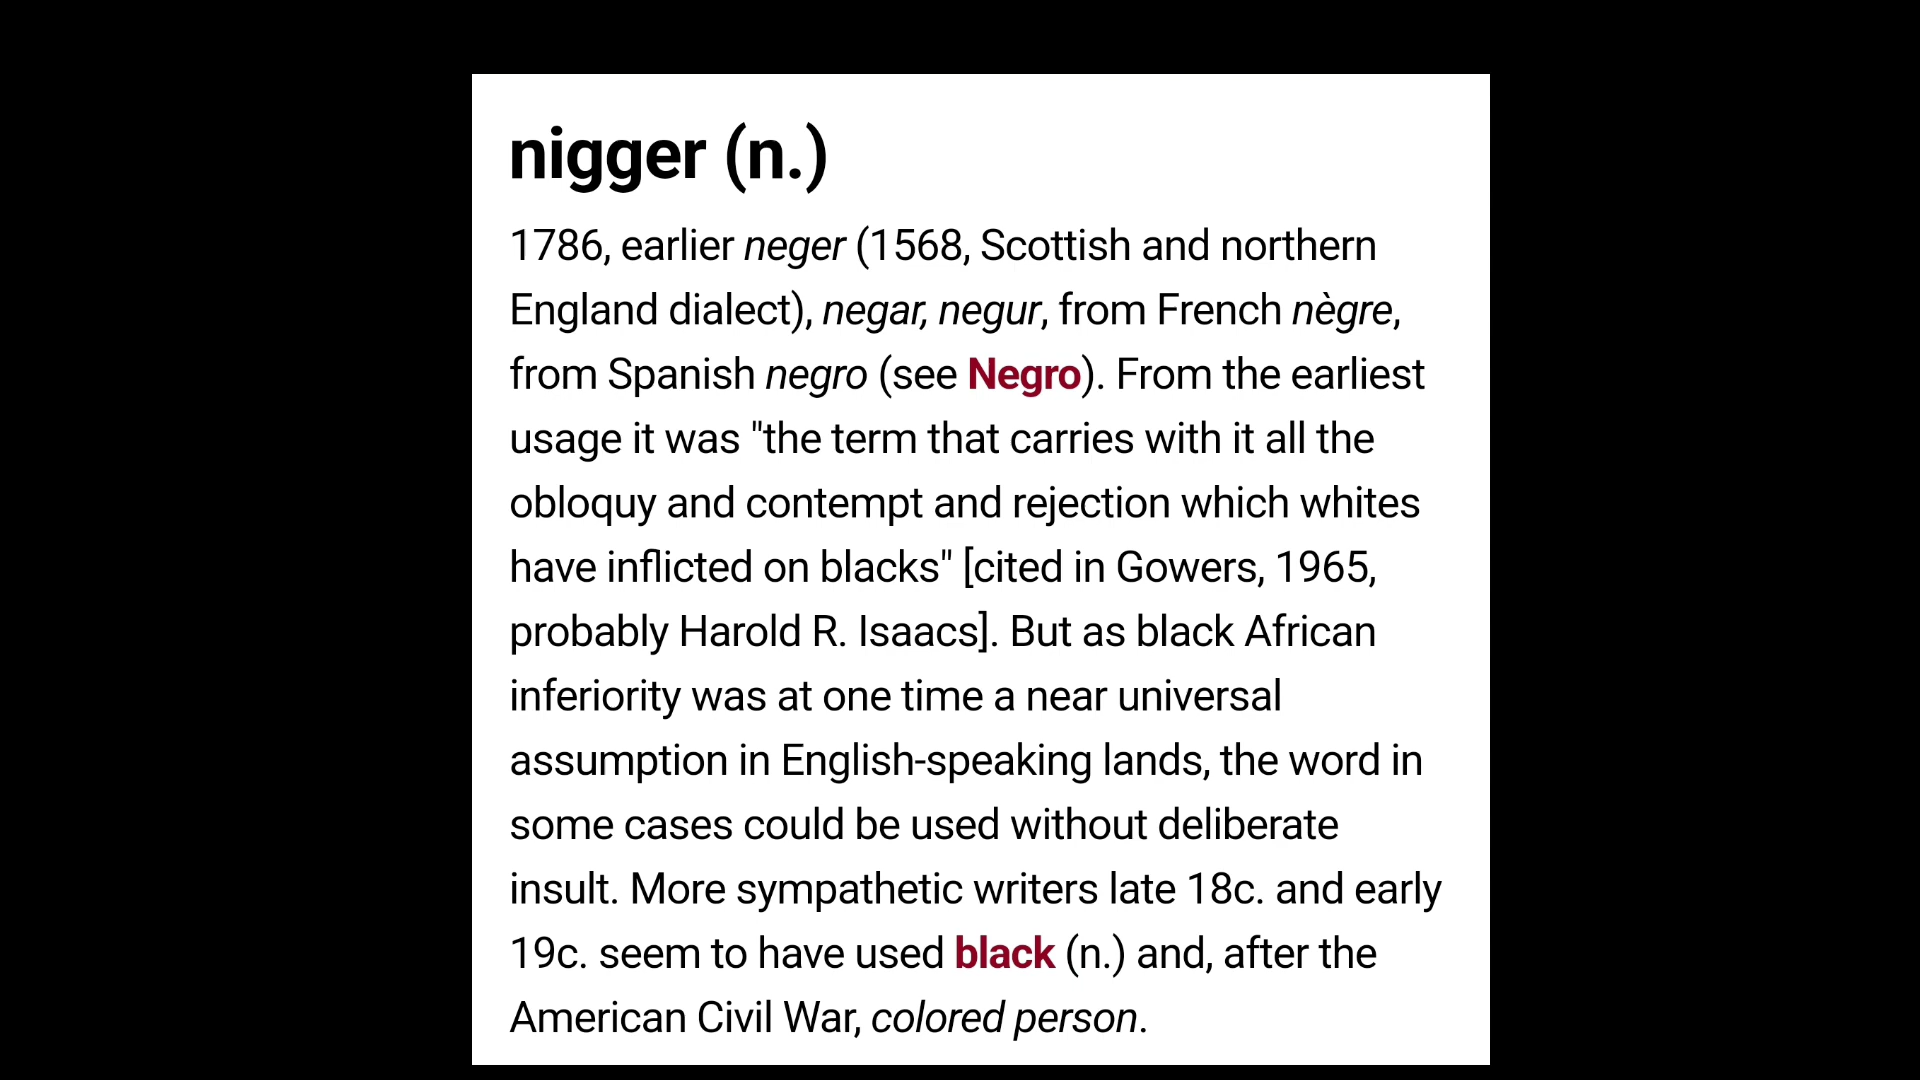 nigger (n.)
1786, earlier neger (1568, Scottish and northern
England dialect), negar, negur, from French nègre,
from Spanish negro (see Negro). From the earliest
usage it was "the term that carries with it all the
obloquy and contempt and rejection which whites
have inflicted on blacks" [cited in Gowers, 1965,
probably Harold R. Isaacs]. But as black African
inferiority was at one time a near universal
assumption in English-speaking lands, the word in
some cases could be used without deliberate
insult. More sympathetic writers late 18c. and early
19c. seem to have used black (n.) and, after the
American Civil War, colored person.